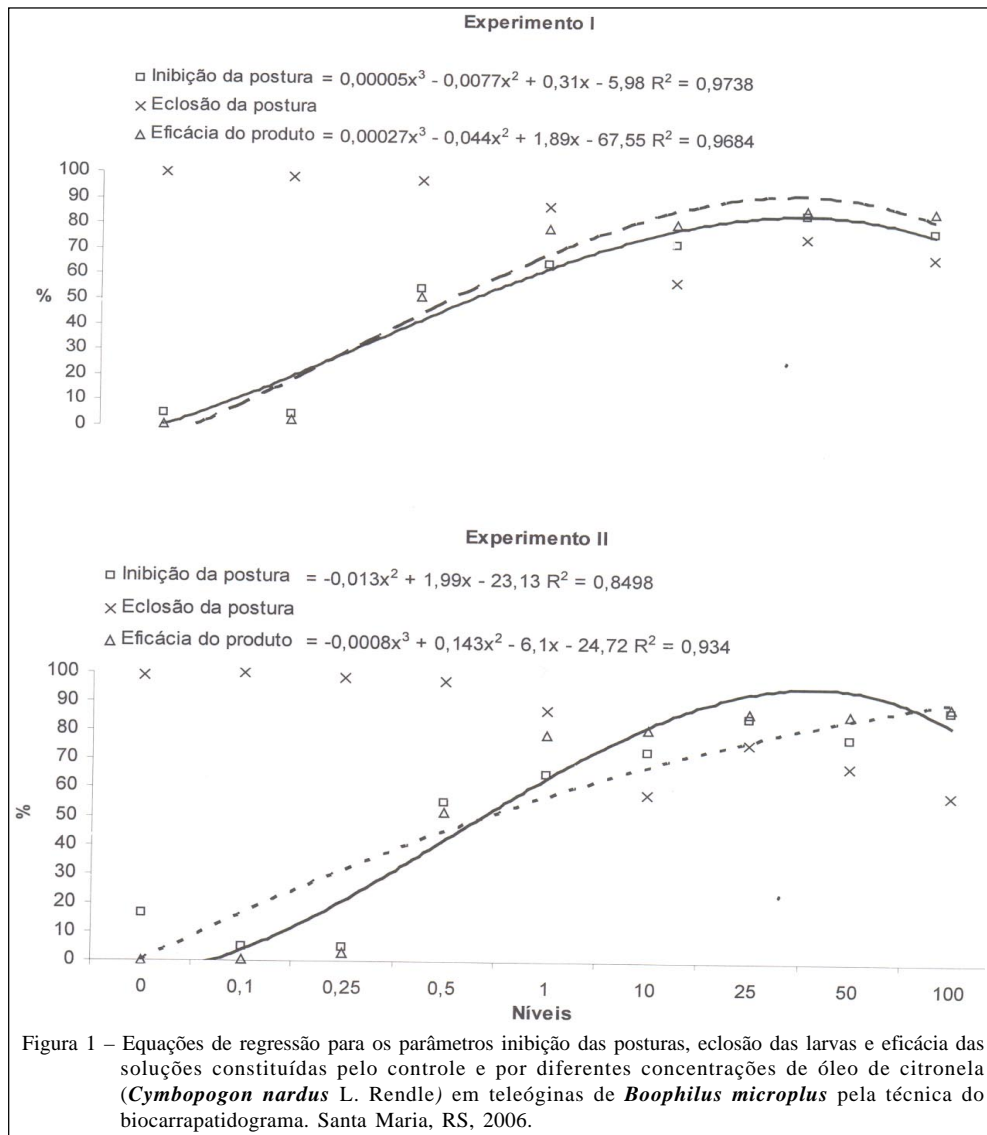 Experimento I
□ Inibição da postura = 0,00005x³ - 0,0077x² + 0,31x - 5,98 R² = 0,9738
× Eclosão da postura
△ Eficácia do produto = 0,00027x³ - 0,044x² + 1,89x - 67,55 R² = 0,9684
100
90
80
70
60
50
40
30
20
10
0
%
Experimento II
□ Inibição da postura = -0,013x² + 1,99x - 23,13 R² = 0,8498
× Eclosão da postura
△ Eficácia do produto = -0,0008x³ + 0,143x² - 6,1x - 24,72 R² = 0,934
100
90
80
70
60
50
40
30
20
10
0
%
0 0,1 0,25 0,5 1 10 25 50 100
Níveis
Figura 1 – Equações de regressão para os parâmetros inibição das posturas, eclosão das larvas e eficácia das
soluções constituídas pelo controle e por diferentes concentrações de óleo de citronela
(Cymbopogon nardus L. Rendle) em teleóginas de Boophilus microplus pela técnica do
biocarrapatidograma. Santa Maria, RS, 2006.